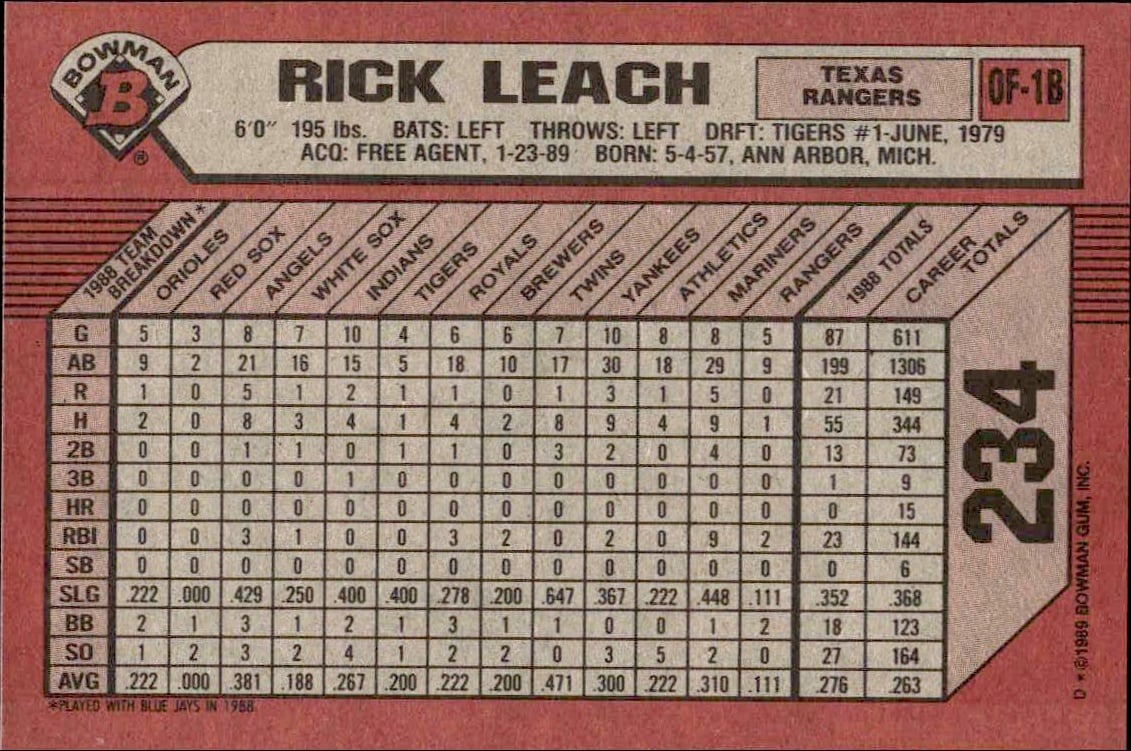 BOWMAN
B
®
RICK LEACH
TEXAS
RANGERS
OF-1B
6'0" 195 lbs. BATS: LEFT THROWS: LEFT DRFT: TIGERS #1-JUNE, 1979
ACQ: FREE AGENT, 1-23-89 BORN: 5-4-57, ANN ARBOR, MICH.
1988 TEAM BREAKDOWN* ORIOLES RED SOX ANGELS WHITE SOX INDIANS TIGERS ROYALS BREWERS TWINS YANKEES ATHLETICS MARINERS RANGERS 1988 TOTALS CAREER TOTALS
G 5 3 8 7 10 4 6 6 7 10 8 8 5 87 611
AB 9 2 21 16 15 5 18 10 17 30 18 29 9 199 1306
R 1 0 5 1 2 1 1 0 1 3 1 5 0 21 149
H 2 0 8 3 4 1 4 2 8 9 4 9 1 55 344
2B 0 0 1 1 0 1 1 0 3 2 0 4 0 13 73
3B 0 0 0 0 1 0 0 0 0 0 0 0 0 1 9
HR 0 0 0 0 0 0 0 0 0 0 0 0 0 0 15
RBI 0 0 3 1 0 0 3 2 0 2 0 9 2 23 144
SB 0 0 0 0 0 0 0 0 0 0 0 0 0 0 6
SLG .222 .000 .429 .250 .400 .400 .278 .200 .647 .367 .222 .448 .111 .352 .368
BB 2 1 3 1 2 1 3 1 1 0 0 1 2 18 123
SO 1 2 3 2 4 1 2 2 0 3 5 2 0 27 164
AVG .222 .000 .381 .188 .267 .200 .222 .200 .471 .300 .222 .310 .111 .276 .263
*PLAYED WITH BLUE JAYS IN 1988
234
D *©1989 BOWMAN GUM, INC.